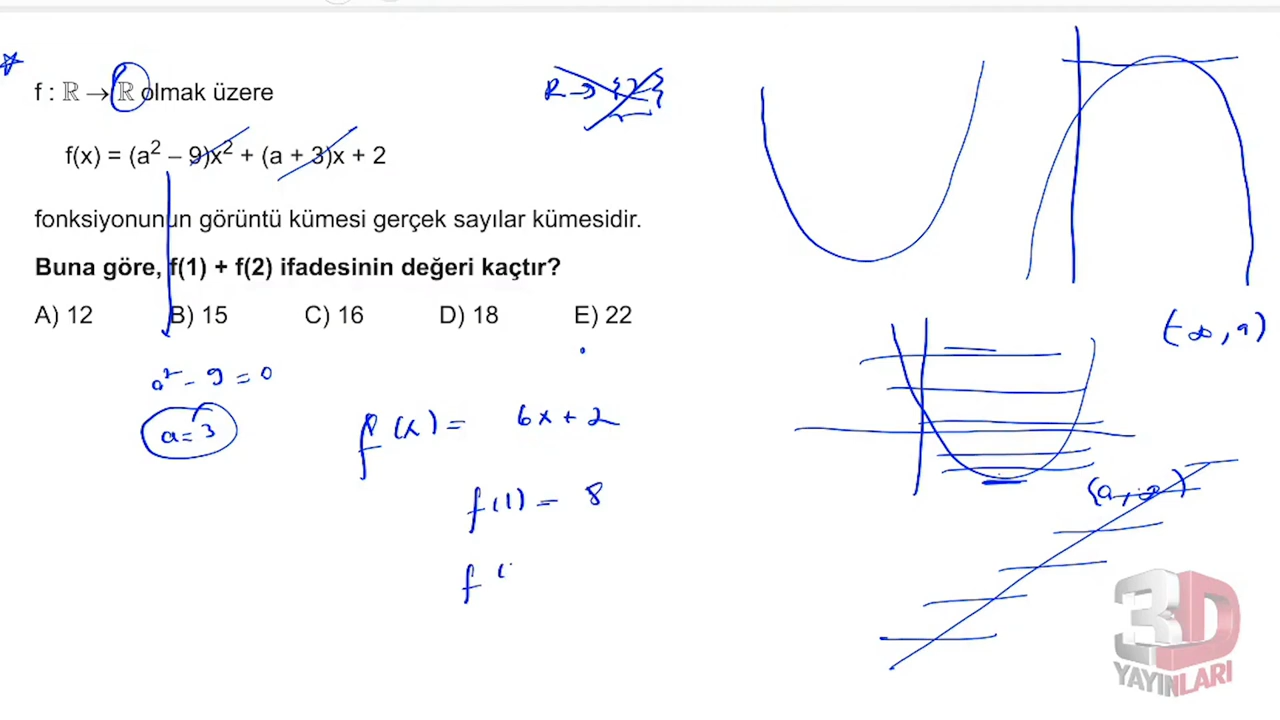 f : ℝ → ℝ olmak üzere
R → {2}
f(x) = (a² – 9)x² + (a + 3)x + 2
fonksiyonunun görüntü kümesi gerçek sayılar kümesidir.
Buna göre, f(1) + f(2) ifadesinin değeri kaçtır?
A) 12 B) 15 C) 16 D) 18 E) 22
(-∞, a)
a² - 9 = 0
a = 3
f(x) = 6x + 2
(a, ∞)
f(1) = 8
f (
3D
YAYINLARI